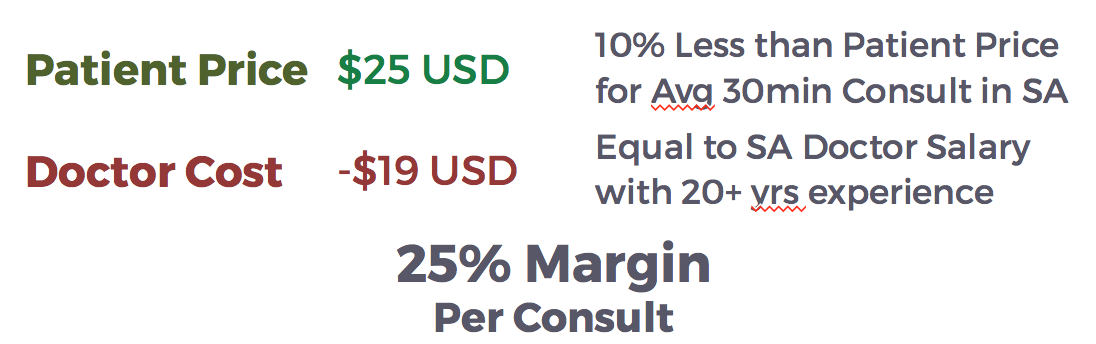 Patient Price $25 USD
10% Less than Patient Price
for Avg 30min Consult in SA
Doctor Cost -$19 USD
Equal to SA Doctor Salary
with 20+ yrs experience
25% Margin
Per Consult